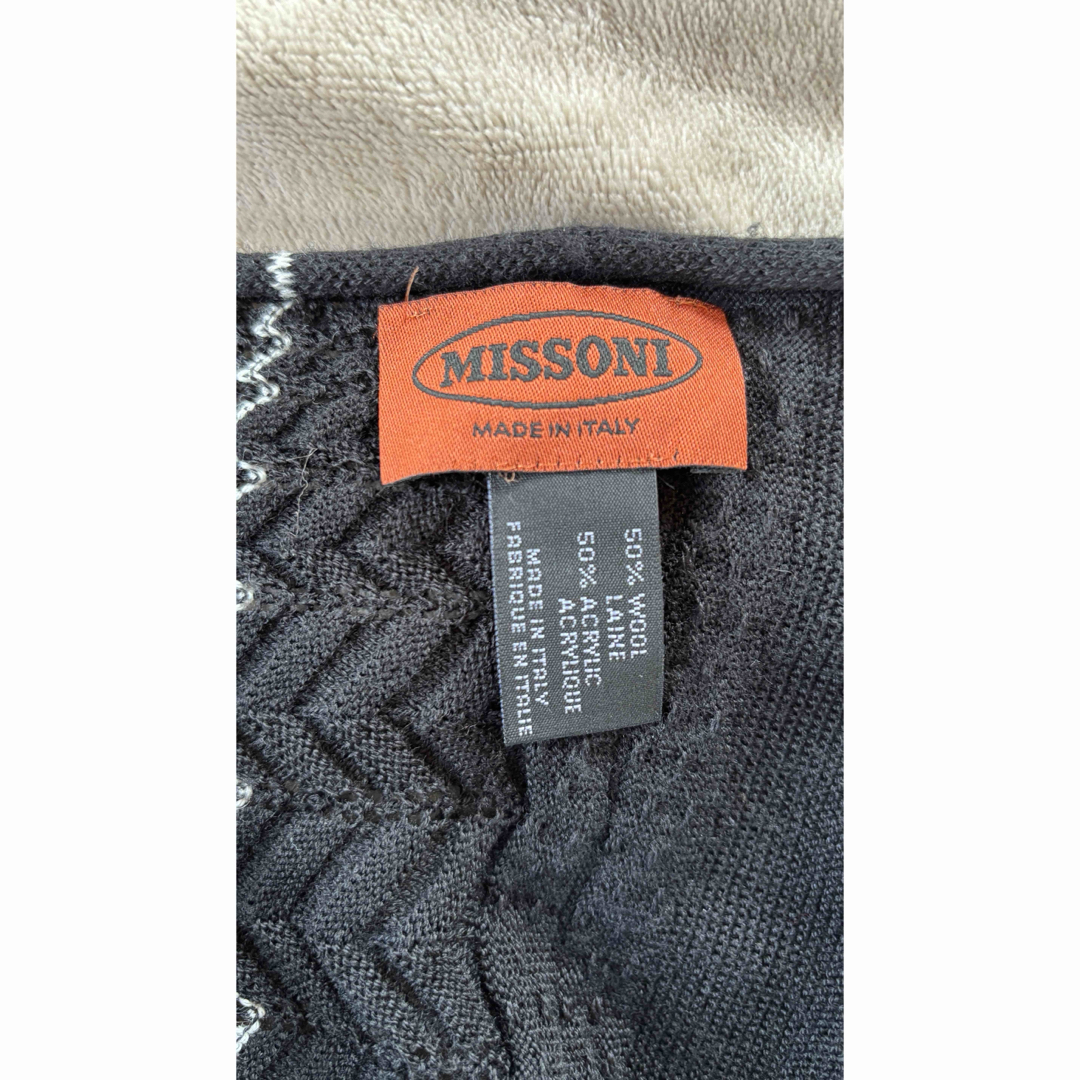 MISSONI
MADE IN ITALY
50% WOOL
LAINE
50% ACRYLIC
ACRYLIQUE
MADE IN ITALY
FABRIQUE EN ITALIE